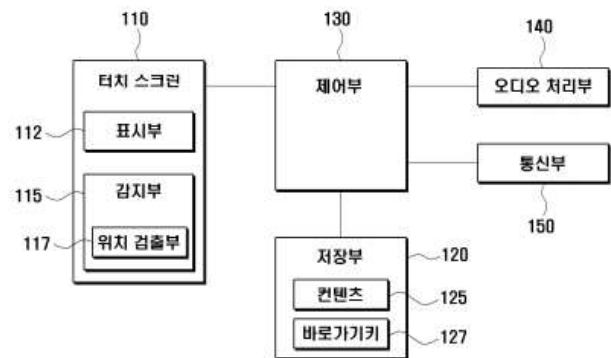 110
130
140
터치 스크린
제어부
오디오 처리부
112
표시부
115
감지부
통신부
117
위치 검출부
150
저장부
120
컨텐츠
125
바로가기키
127